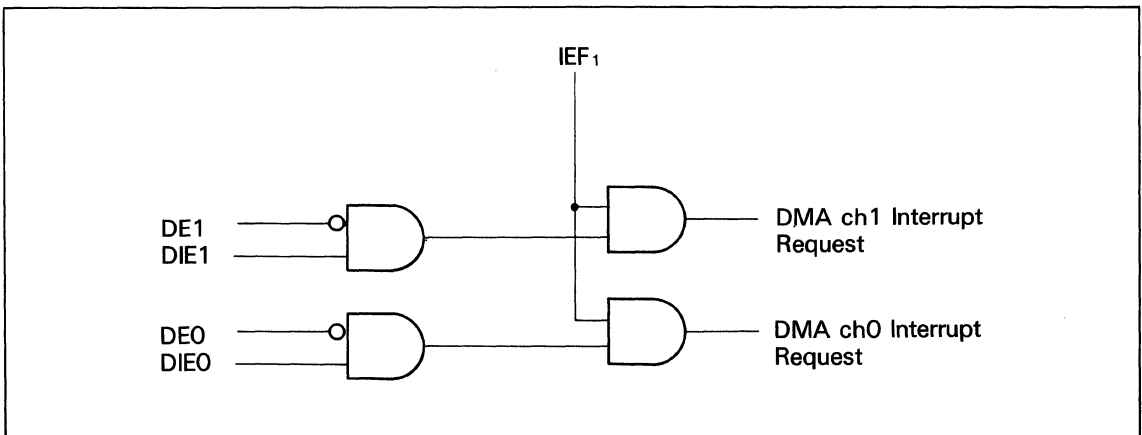 IEF₁
DE1
DIE1
DMA ch1 Interrupt
Request
DE0
DIE0
DMA ch0 Interrupt
Request